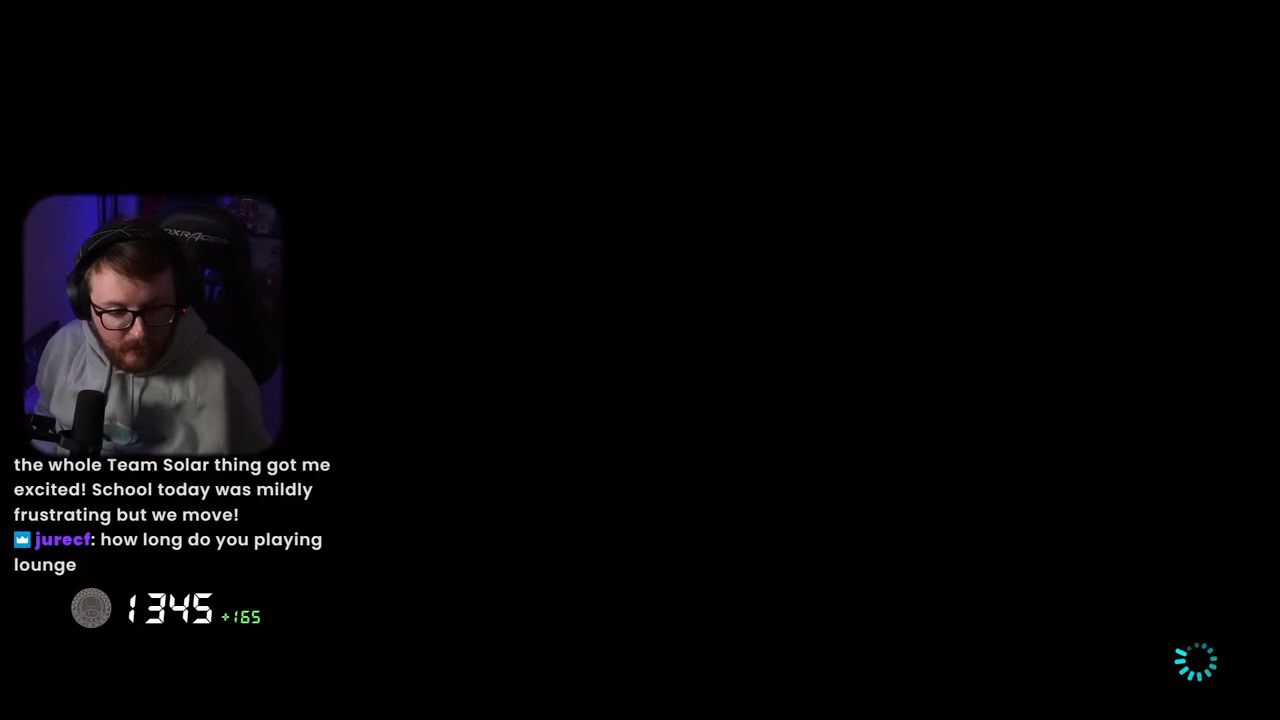 DXRACER
the whole Team Solar thing got me
excited! School today was mildly
frustrating but we move!
jurecf: how long do you playing
lounge
1345 +165